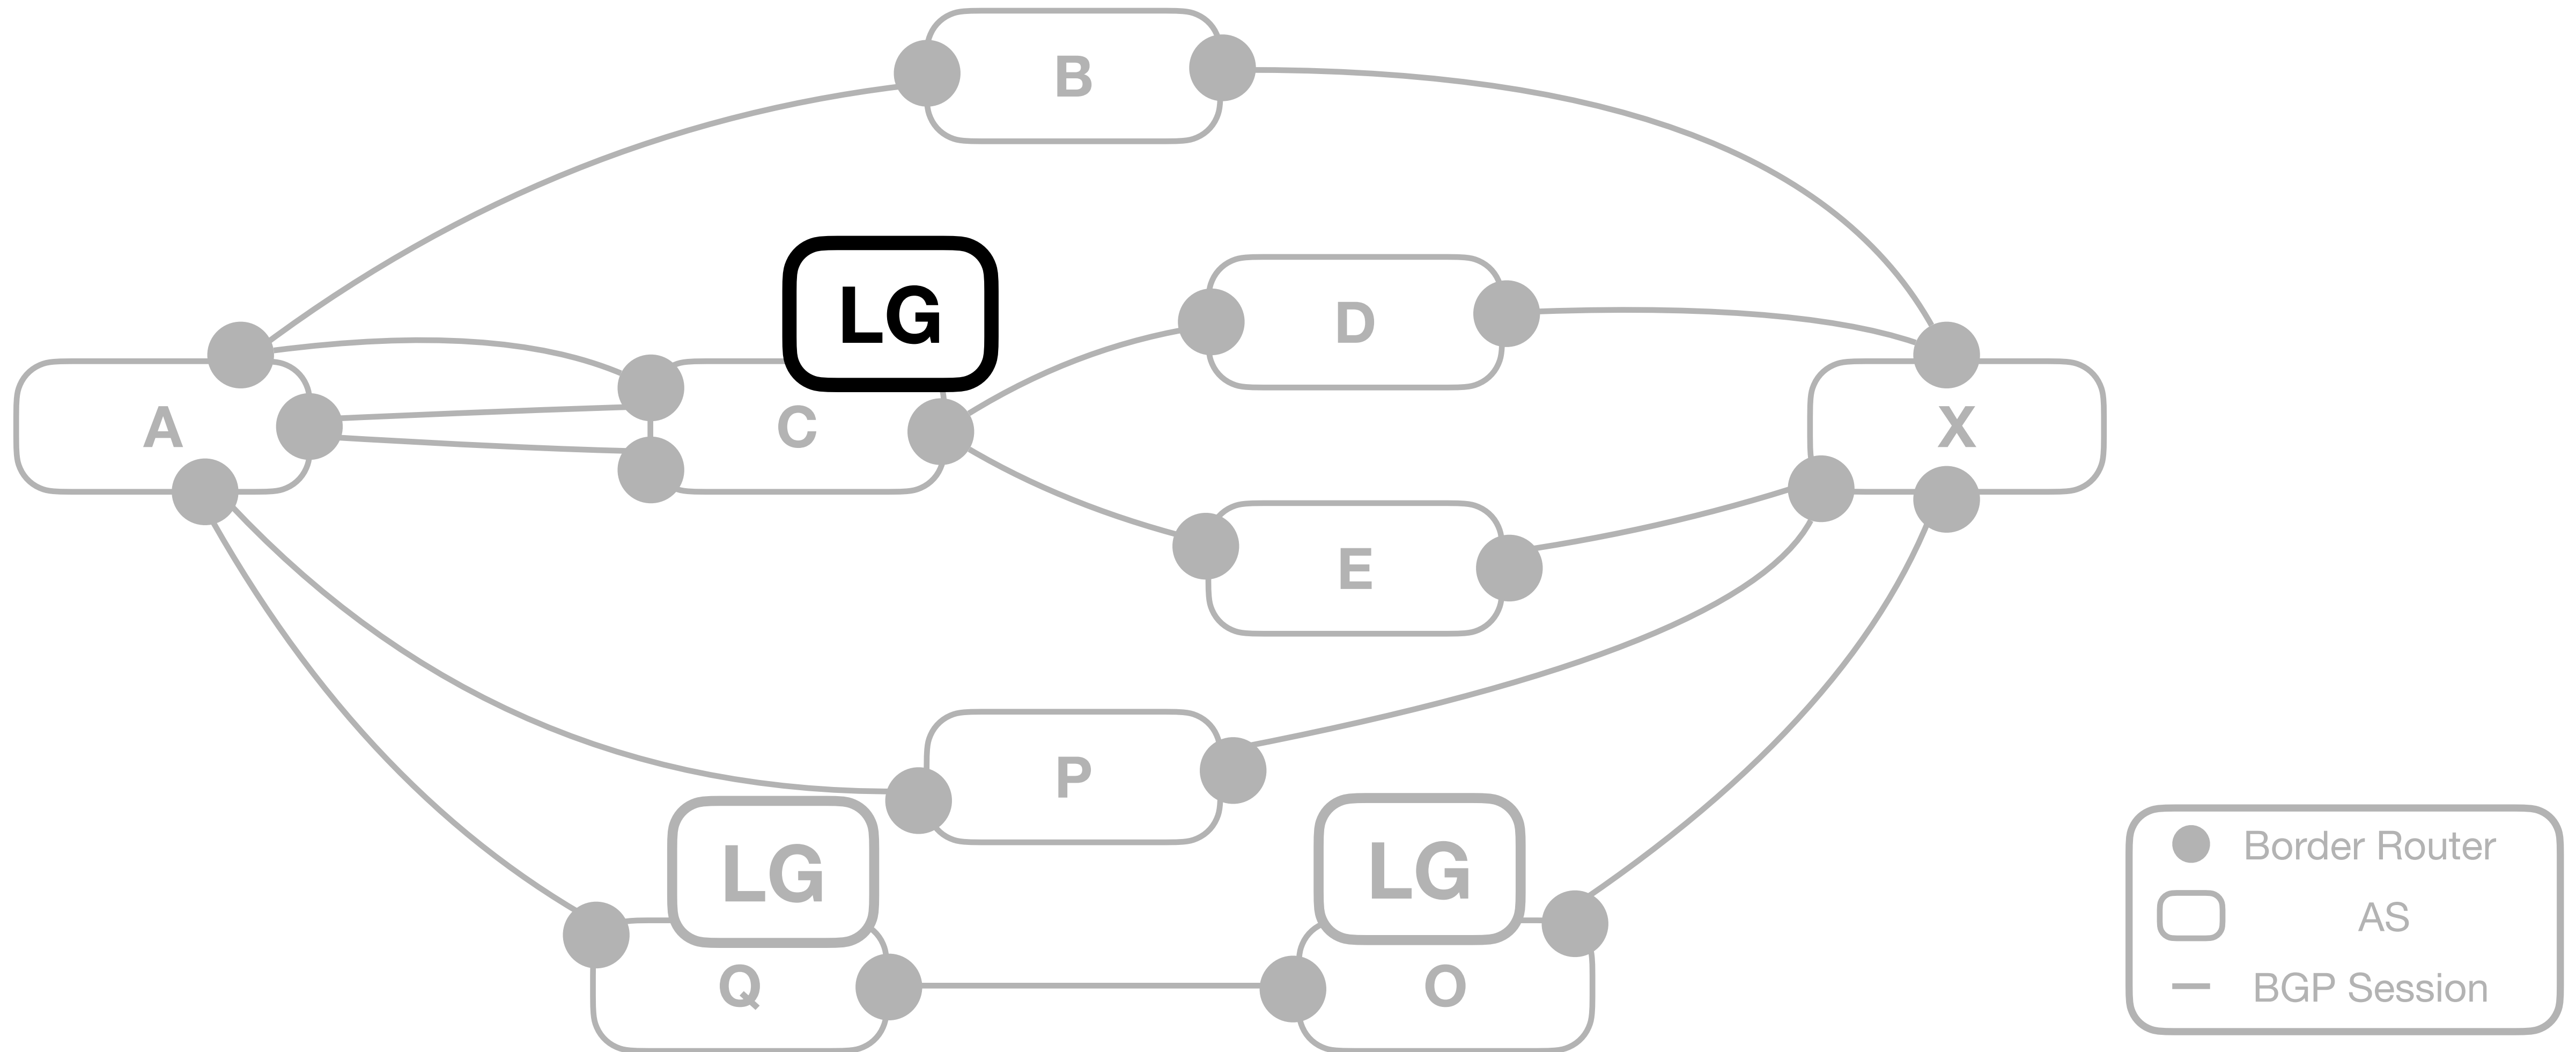 B
LG
D
A
C
X
E
P
LG
LG
Q
O
Border Router
AS
BGP Session